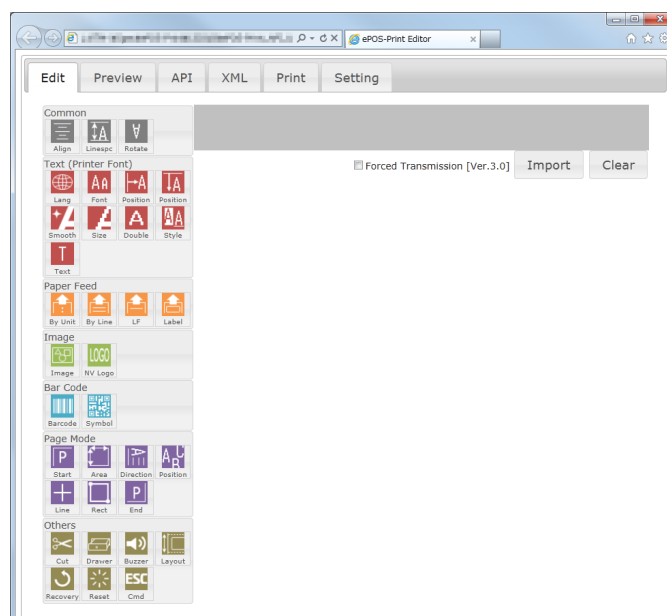 ePOS-Print Editor
Edit Preview API XML Print Setting
Common
Align Linespc Rotate
Forced Transmission [Ver.3.0] Import Clear
Text (Printer Font)
Lang Font Position Position
Smooth Size Double Style
Text
Paper Feed
By Unit By Line LF Label
Image
LOGO
Image NV Logo
Bar Code
Barcode Symbol
Page Mode
Start Area Direction Position
Line Rect End
Others
Cut Drawer Buzzer Layout
ESC
Recovery Reset Cmd